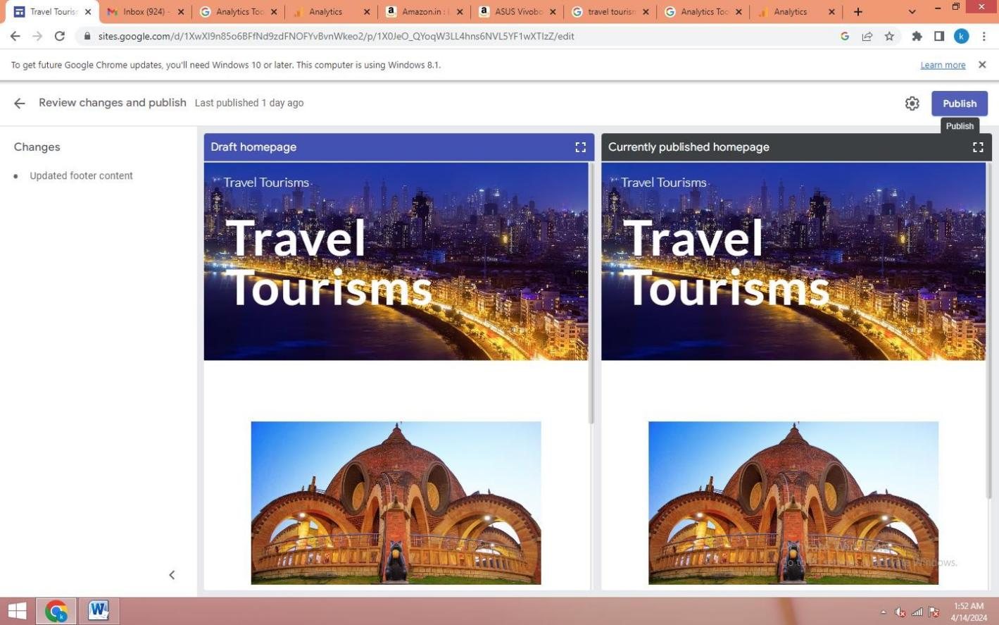 Travel Touris
Inbox (924) -
Analytics Too
Analytics
Amazon.in :
ASUS Vivobo
travel tourism
Analytics Too
Analytics
sites.google.com/d/1XwXI9n85o6BFfNd9zdFNOFYvBvnWkeo2/p/1X0JeO_QYoqW3LL4hns6NVL5YF1wXTIzZ/edit
k
To get future Google Chrome updates, you'll need Windows 10 or later. This computer is using Windows 8.1.
Learn more
Review changes and publish
Last published 1 day ago
Publish
Publish
Changes
Updated footer content
Draft homepage
Currently published homepage
Travel Tourisms
Travel
Tourisms
Travel Tourisms
Travel
Tourisms
Activate Windows
Go to PC settings to activate Windows.
1:52 AM
4/14/2024